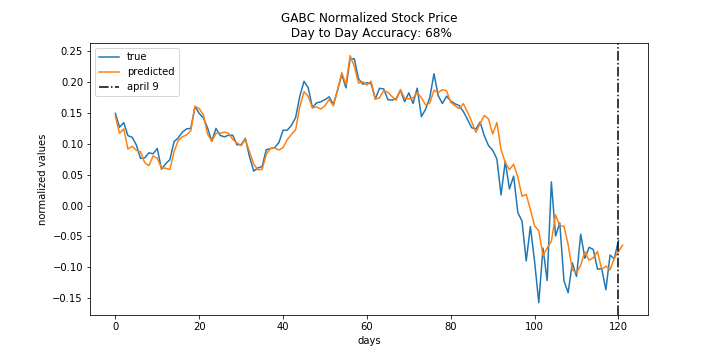 GABC Normalized Stock Price
Day to Day Accuracy: 68%
true
predicted
april 9
normalized values
0.25
0.20
0.15
0.10
0.05
0.00
−0.05
−0.10
−0.15
0 20 40 60 80 100 120
days